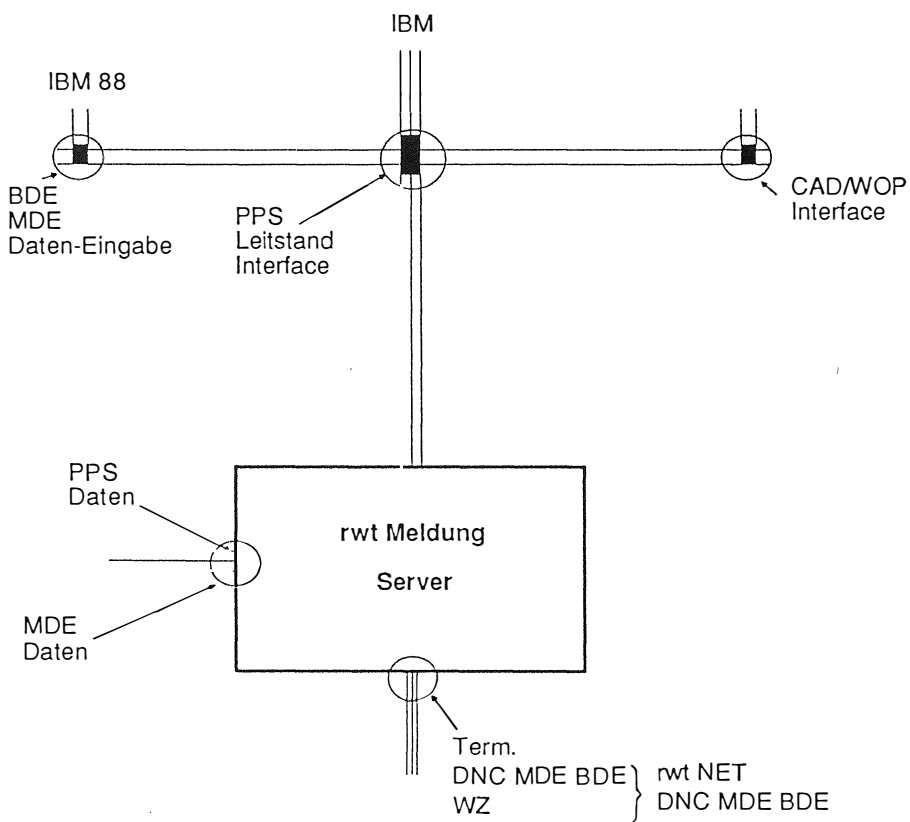 IBM
IBM 88
BDE
MDE
Daten-Eingabe
PPS
Leitstand
Interface
CAD/WOP
Interface
PPS
Daten
rwt Meldung
Server
MDE
Daten
Term.
DNC MDE BDE
WZ
rwt NET
DNC MDE BDE